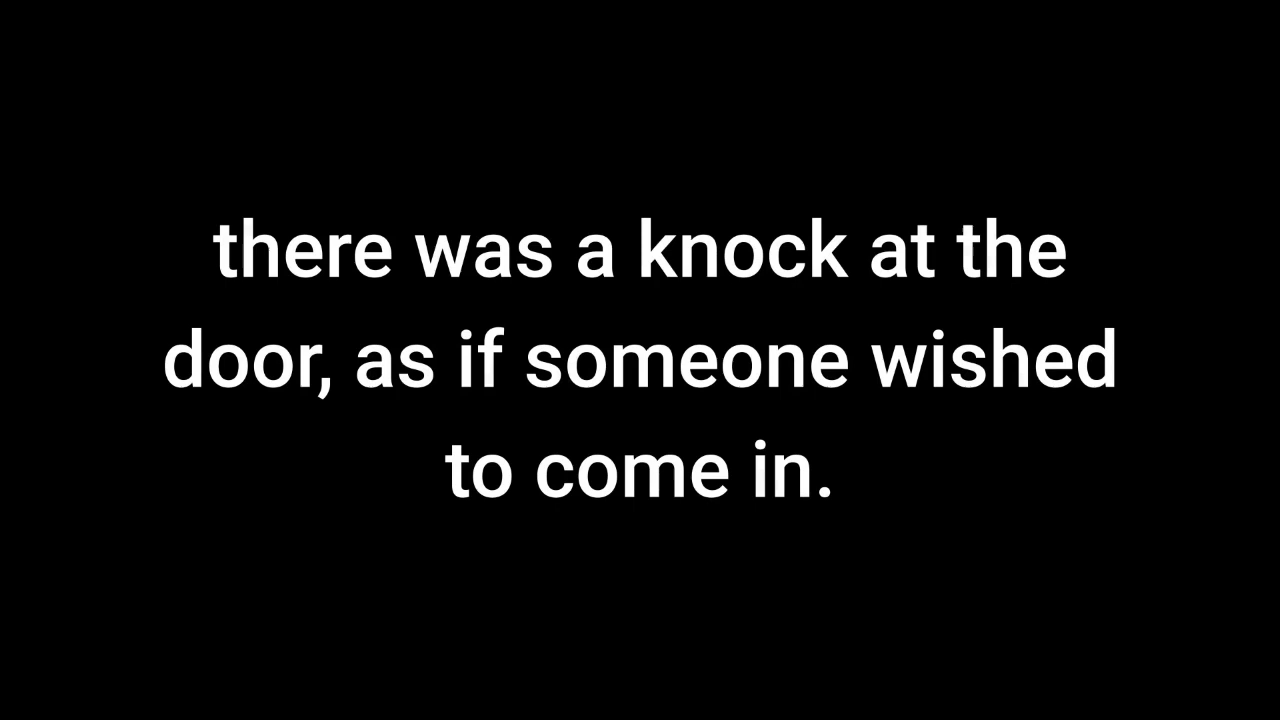 there was a knock at the
door, as if someone wished
to come in.